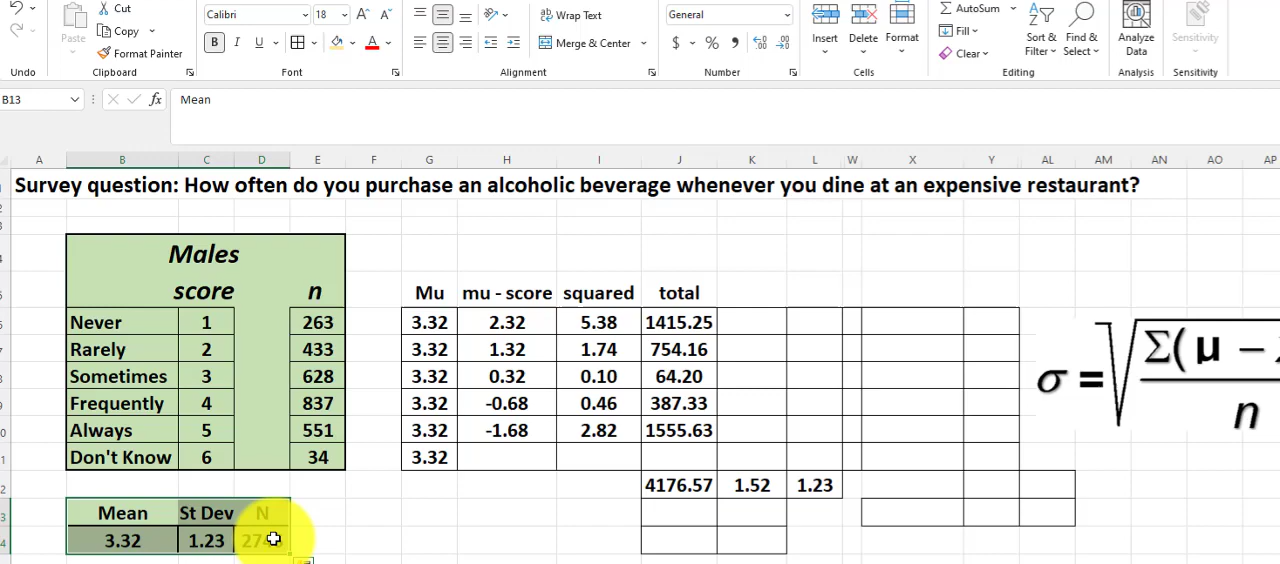 Cut
Calibri
18
Wrap Text
General
AutoSum
Copy
Fill
Paste
Format Painter
B I U
Merge & Center
$ % ,
Insert Delete Format
Clear
Sort & Filter
Find & Select
Analyze Data
Sensitivity
Undo
Clipboard
Font
Alignment
Number
Cells
Editing
Analysis
Sensitivity
B13
fx
Mean
A B C D E F G H I J K L W X Y AL AM AN AO AP
Survey question: How often do you purchase an alcoholic beverage whenever you dine at an expensive restaurant?
Males
score n Mu mu - score squared total
Never 1 263 3.32 2.32 5.38 1415.25
Rarely 2 433 3.32 1.32 1.74 754.16
Sometimes 3 628 3.32 0.32 0.10 64.20
Frequently 4 837 3.32 -0.68 0.46 387.33
Always 5 551 3.32 -1.68 2.82 1555.63
Don't Know 6 34 3.32
4176.57 1.52 1.23
Mean St Dev N
3.32 1.23
σ =
Σ( μ −
n